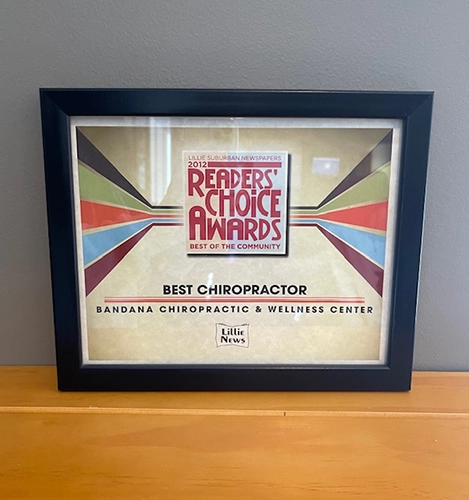 LILLIE SUBURBAN NEWSPAPERS
2012
READERS'
CHOICE
AWARDS
BEST OF THE COMMUNITY
BEST CHIROPRACTOR
BANDANA CHIROPRACTIC & WELLNESS CENTER
Lillie
News